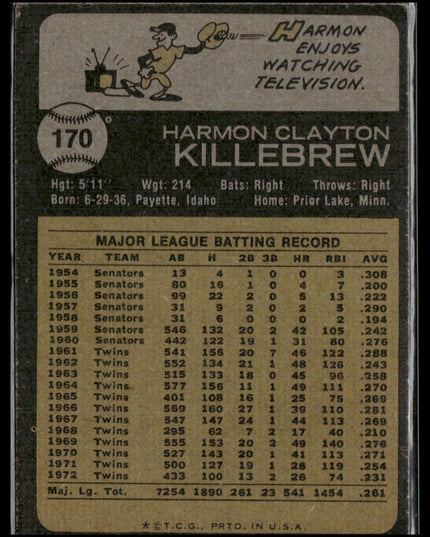 HARMON
ENJOYS
WATCHING
TELEVISION.
170
HARMON CLAYTON
KILLEBREW
Hgt: 5'11" Wgt: 214 Bats: Right Throws: Right
Born: 6-29-36, Payette, Idaho Home: Prior Lake, Minn.
MAJOR LEAGUE BATTING RECORD
YEAR TEAM AB H 2B 3B HR RBI AVG
1954 Senators 13 4 1 0 0 3 .308
1955 Senators 80 16 1 0 4 7 .200
1956 Senators 99 22 2 0 5 13 .222
1957 Senators 31 9 2 0 2 5 .290
1958 Senators 31 6 0 0 0 2 .194
1959 Senators 546 132 20 2 42 105 .242
1960 Senators 442 122 19 1 31 80 .276
1961 Twins 541 156 20 7 46 122 .288
1962 Twins 552 134 21 1 48 126 .243
1963 Twins 515 133 18 0 45 96 .258
1964 Twins 577 156 11 1 49 111 .270
1965 Twins 401 108 16 1 25 75 .269
1966 Twins 569 160 27 1 39 110 .281
1967 Twins 547 147 24 1 44 113 .269
1968 Twins 295 62 7 2 17 40 .210
1969 Twins 555 153 20 2 49 140 .276
1970 Twins 527 143 20 1 41 113 .271
1971 Twins 500 127 19 1 28 119 .254
1972 Twins 433 100 13 2 26 74 .231
Maj. Lg. Tot. 7254 1890 261 23 541 1454 .261
* © T.C.G., PRTD. IN U.S.A.